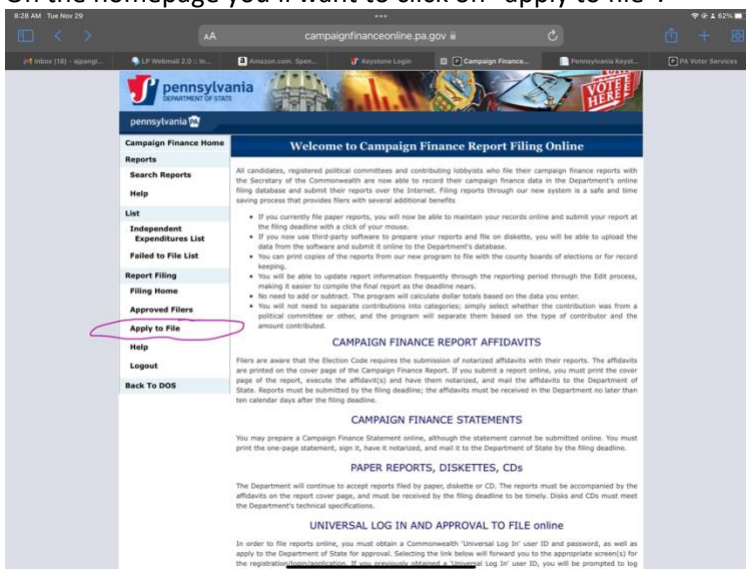 On the homepage you'll want to click on "apply to file".
8:28 AM Tue Nov 29
62%
AA
campaignfinanceonline.pa.gov
Inbox (18) - ajpangi...
LP Webmail 2.0 :: In...
Amazon.com. Spen...
Keystone Login
Campaign Finance...
Pennsylvania Keyst...
PA Voter Services
pennsylvania
DEPARTMENT OF STATE
VOTE
HERE
pennsylvania PA
Campaign Finance Home
Reports
Search Reports
Help
List
Independent
Expenditures List
Failed to File List
Report Filing
Filing Home
Approved Filers
Apply to File
Help
Logout
Back To DOS
Welcome to Campaign Finance Report Filing Online
All candidates, registered political committees and contributing lobbyists who file their campaign finance reports with
the Secretary of the Commonwealth are now able to record their campaign finance data in the Department's online
filing database and submit their reports over the Internet. Filing reports through our new system is a safe and time
saving process that provides filers with several additional benefits
• If you currently file paper reports, you will now be able to maintain your records online and submit your report at
the filing deadline with a click of your mouse.
• If you now use third-party software to prepare your reports and file on diskette, you will be able to upload the
data from the software and submit it online to the Department's database.
• You can print copies of the reports from our new program to file with the county boards of elections or for record
keeping.
• You will be able to update report information frequently through the reporting period through the Edit process,
making it easier to compile the final report as the deadline nears.
• No need to add or subtract. The program will calculate dollar totals based on the data you enter.
• You will not need to separate contributions into categories; simply select whether the contribution was from a
political committee or other, and the program will separate them based on the type of contributor and the
amount contributed.
CAMPAIGN FINANCE REPORT AFFIDAVITS
Filers are aware that the Election Code requires the submission of notarized affidavits with their reports. The affidavits
are printed on the cover page of the Campaign Finance Report. If you submit a report online, you must print the cover
page of the report, execute the affidavit(s) and have them notarized, and mail the affidavits to the Department of
State. Reports must be submitted by the filing deadline; the affidavits must be received in the Department no later than
ten calendar days after the filing deadline.
CAMPAIGN FINANCE STATEMENTS
You may prepare a Campaign Finance Statement online, although the statement cannot be submitted online. You must
print the one-page statement, sign it, have it notarized, and mail it to the Department of State by the filing deadline.
PAPER REPORTS, DISKETTES, CDs
The Department will continue to accept reports filed by paper, diskette or CD. The reports must be accompanied by the
affidavits on the report cover page, and must be received by the filing deadline to be timely. Disks and CDs must meet
the Department's technical specifications.
UNIVERSAL LOG IN AND APPROVAL TO FILE online
In order to file reports online, you must obtain a Commonwealth 'Universal Log In' user ID and password, as well as
apply to the Department of State for approval. Selecting the link below will forward you to the appropriate screen(s) for
the registration/login/application. If you previously obtained a 'Universal Log In' user ID, you will be prompted to log